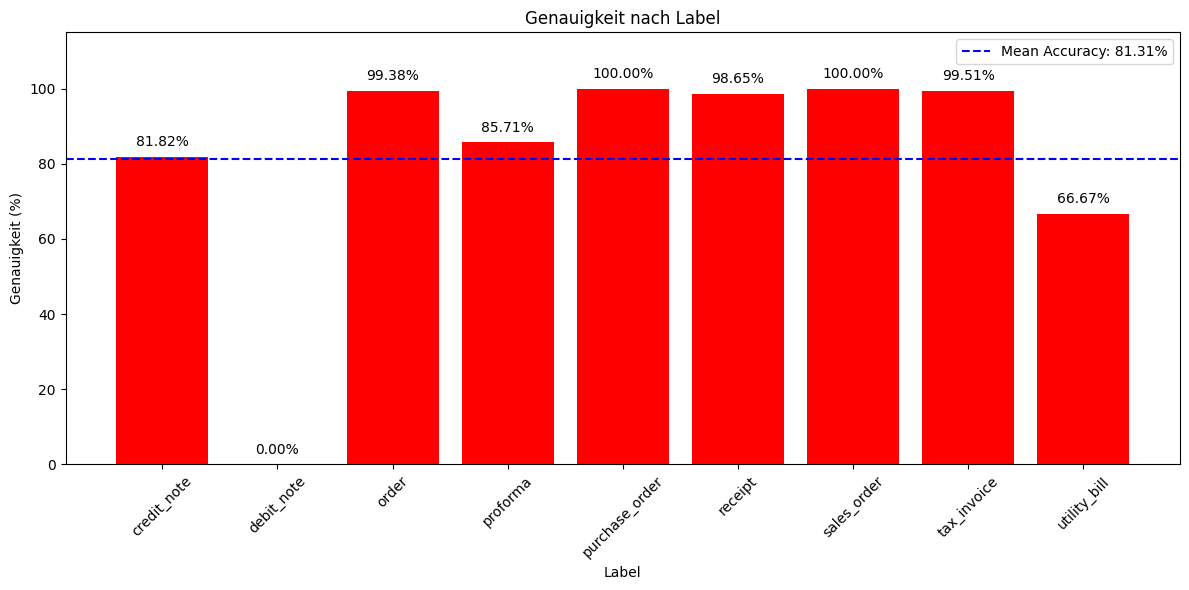 Genauigkeit nach Label
Mean Accuracy: 81.31%
Genauigkeit (%)
100
80
60
40
20
0
81.82%
0.00%
99.38%
85.71%
100.00%
98.65%
100.00%
99.51%
66.67%
credit_note
debit_note
order
proforma
purchase_order
receipt
sales_order
tax_invoice
utility_bill
Label